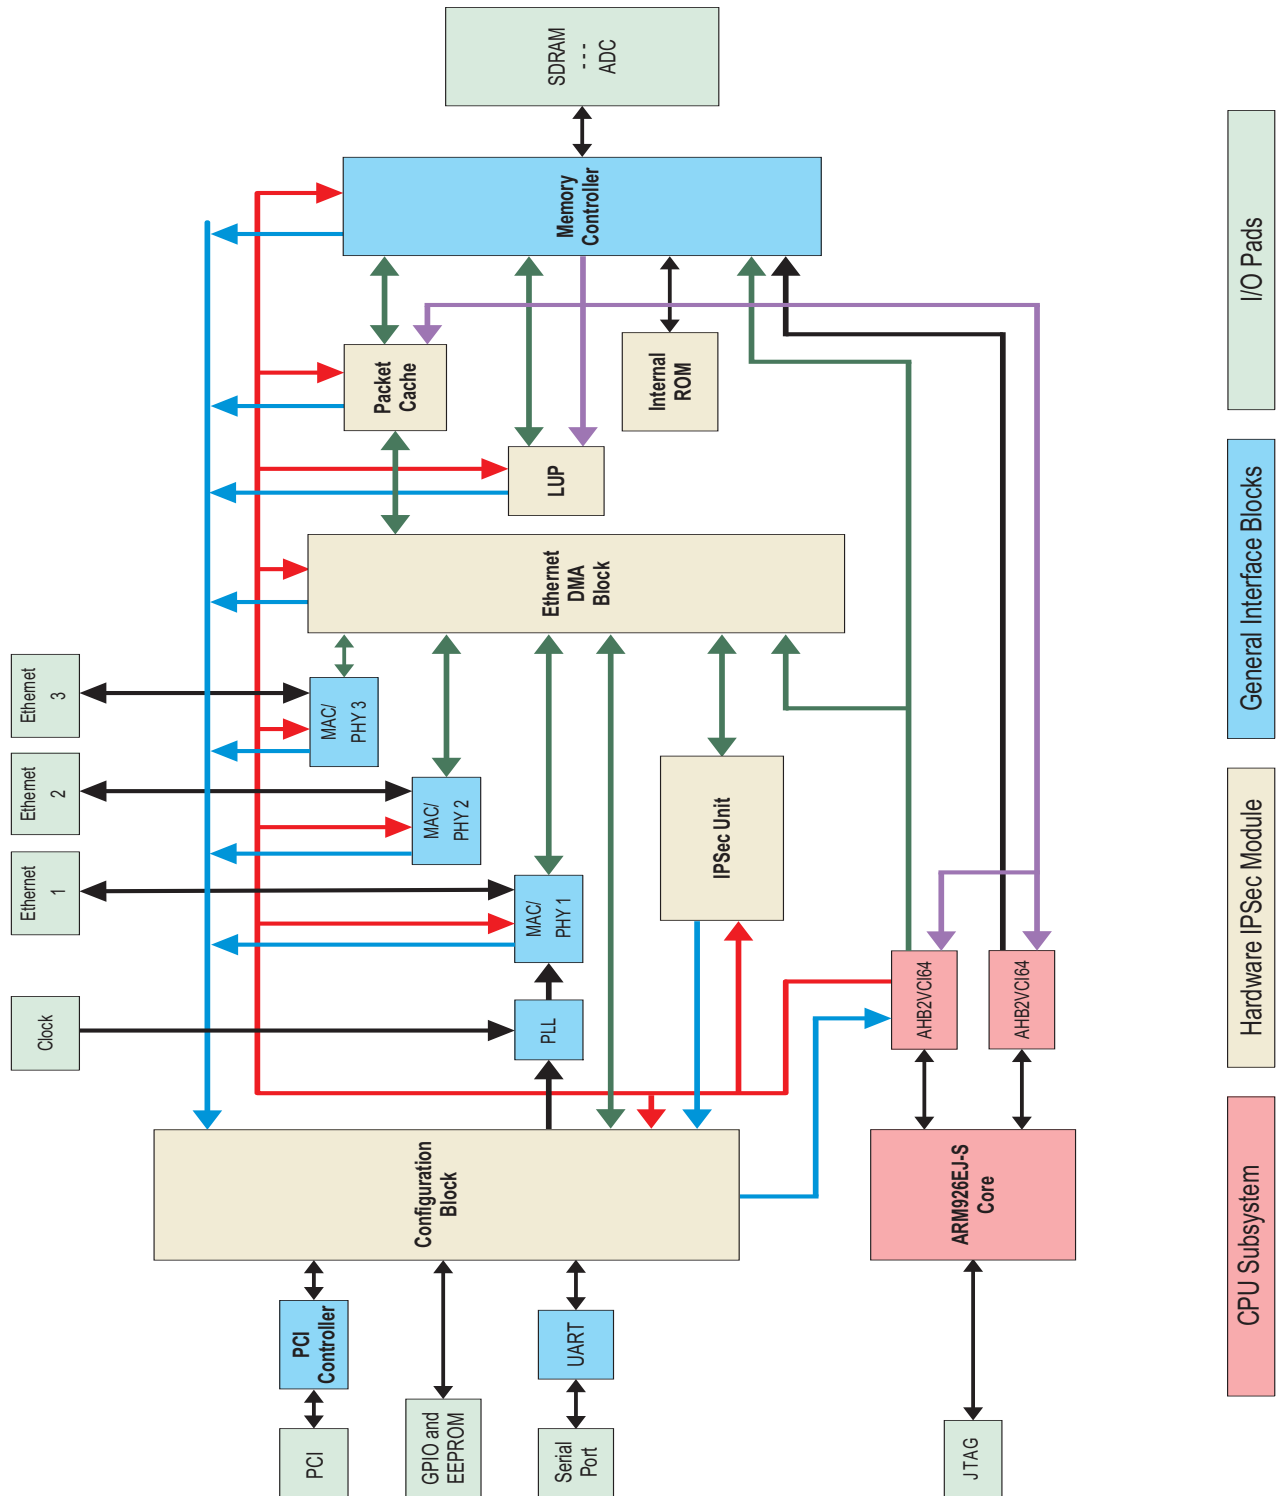 SDRAM
---
ADC
Memory
Controller
Packet
Cache
Internal
ROM
LUP
Ethernet
DMA
Block
Ethernet
3
MAC/
PHY 3
Ethernet
2
MAC/
PHY 2
Ethernet
1
MAC/
PHY 1
IPSec Unit
Clock
PLL
AHB2VCI64
AHB2VCI64
Configuration
Block
ARM926EJ-S
Core
PCI
Controller
UART
PCI
GPIO and
EEPROM
Serial
Port
JTAG
I/O Pads
General Interface Blocks
Hardware IPSec Module
CPU Subsystem